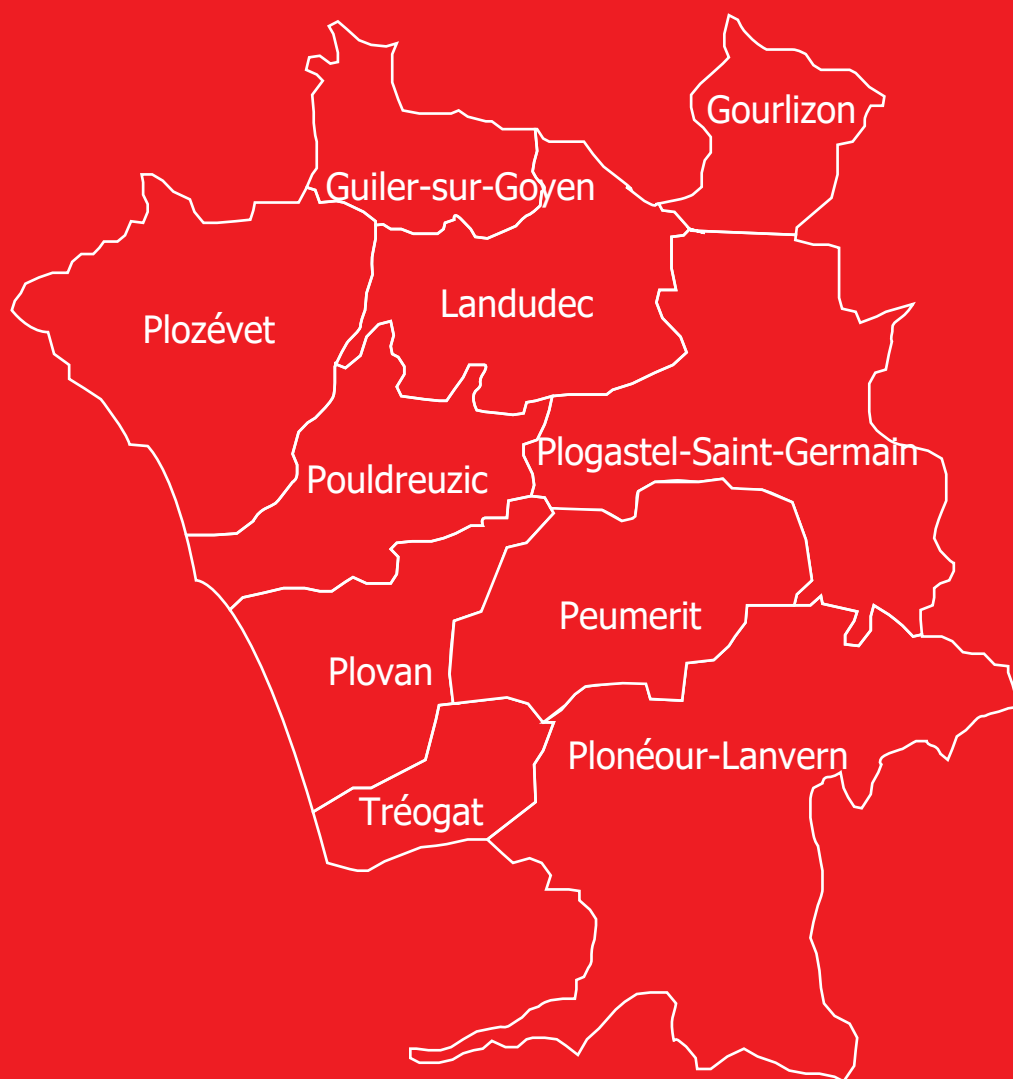 Gourlizon
Guiler-sur-Goyen
Landudec
Plozévet
Plogastel-Saint-Germain
Pouldreuzic
Peumerit
Plovan
Plonéour-Lanvern
Tréogat